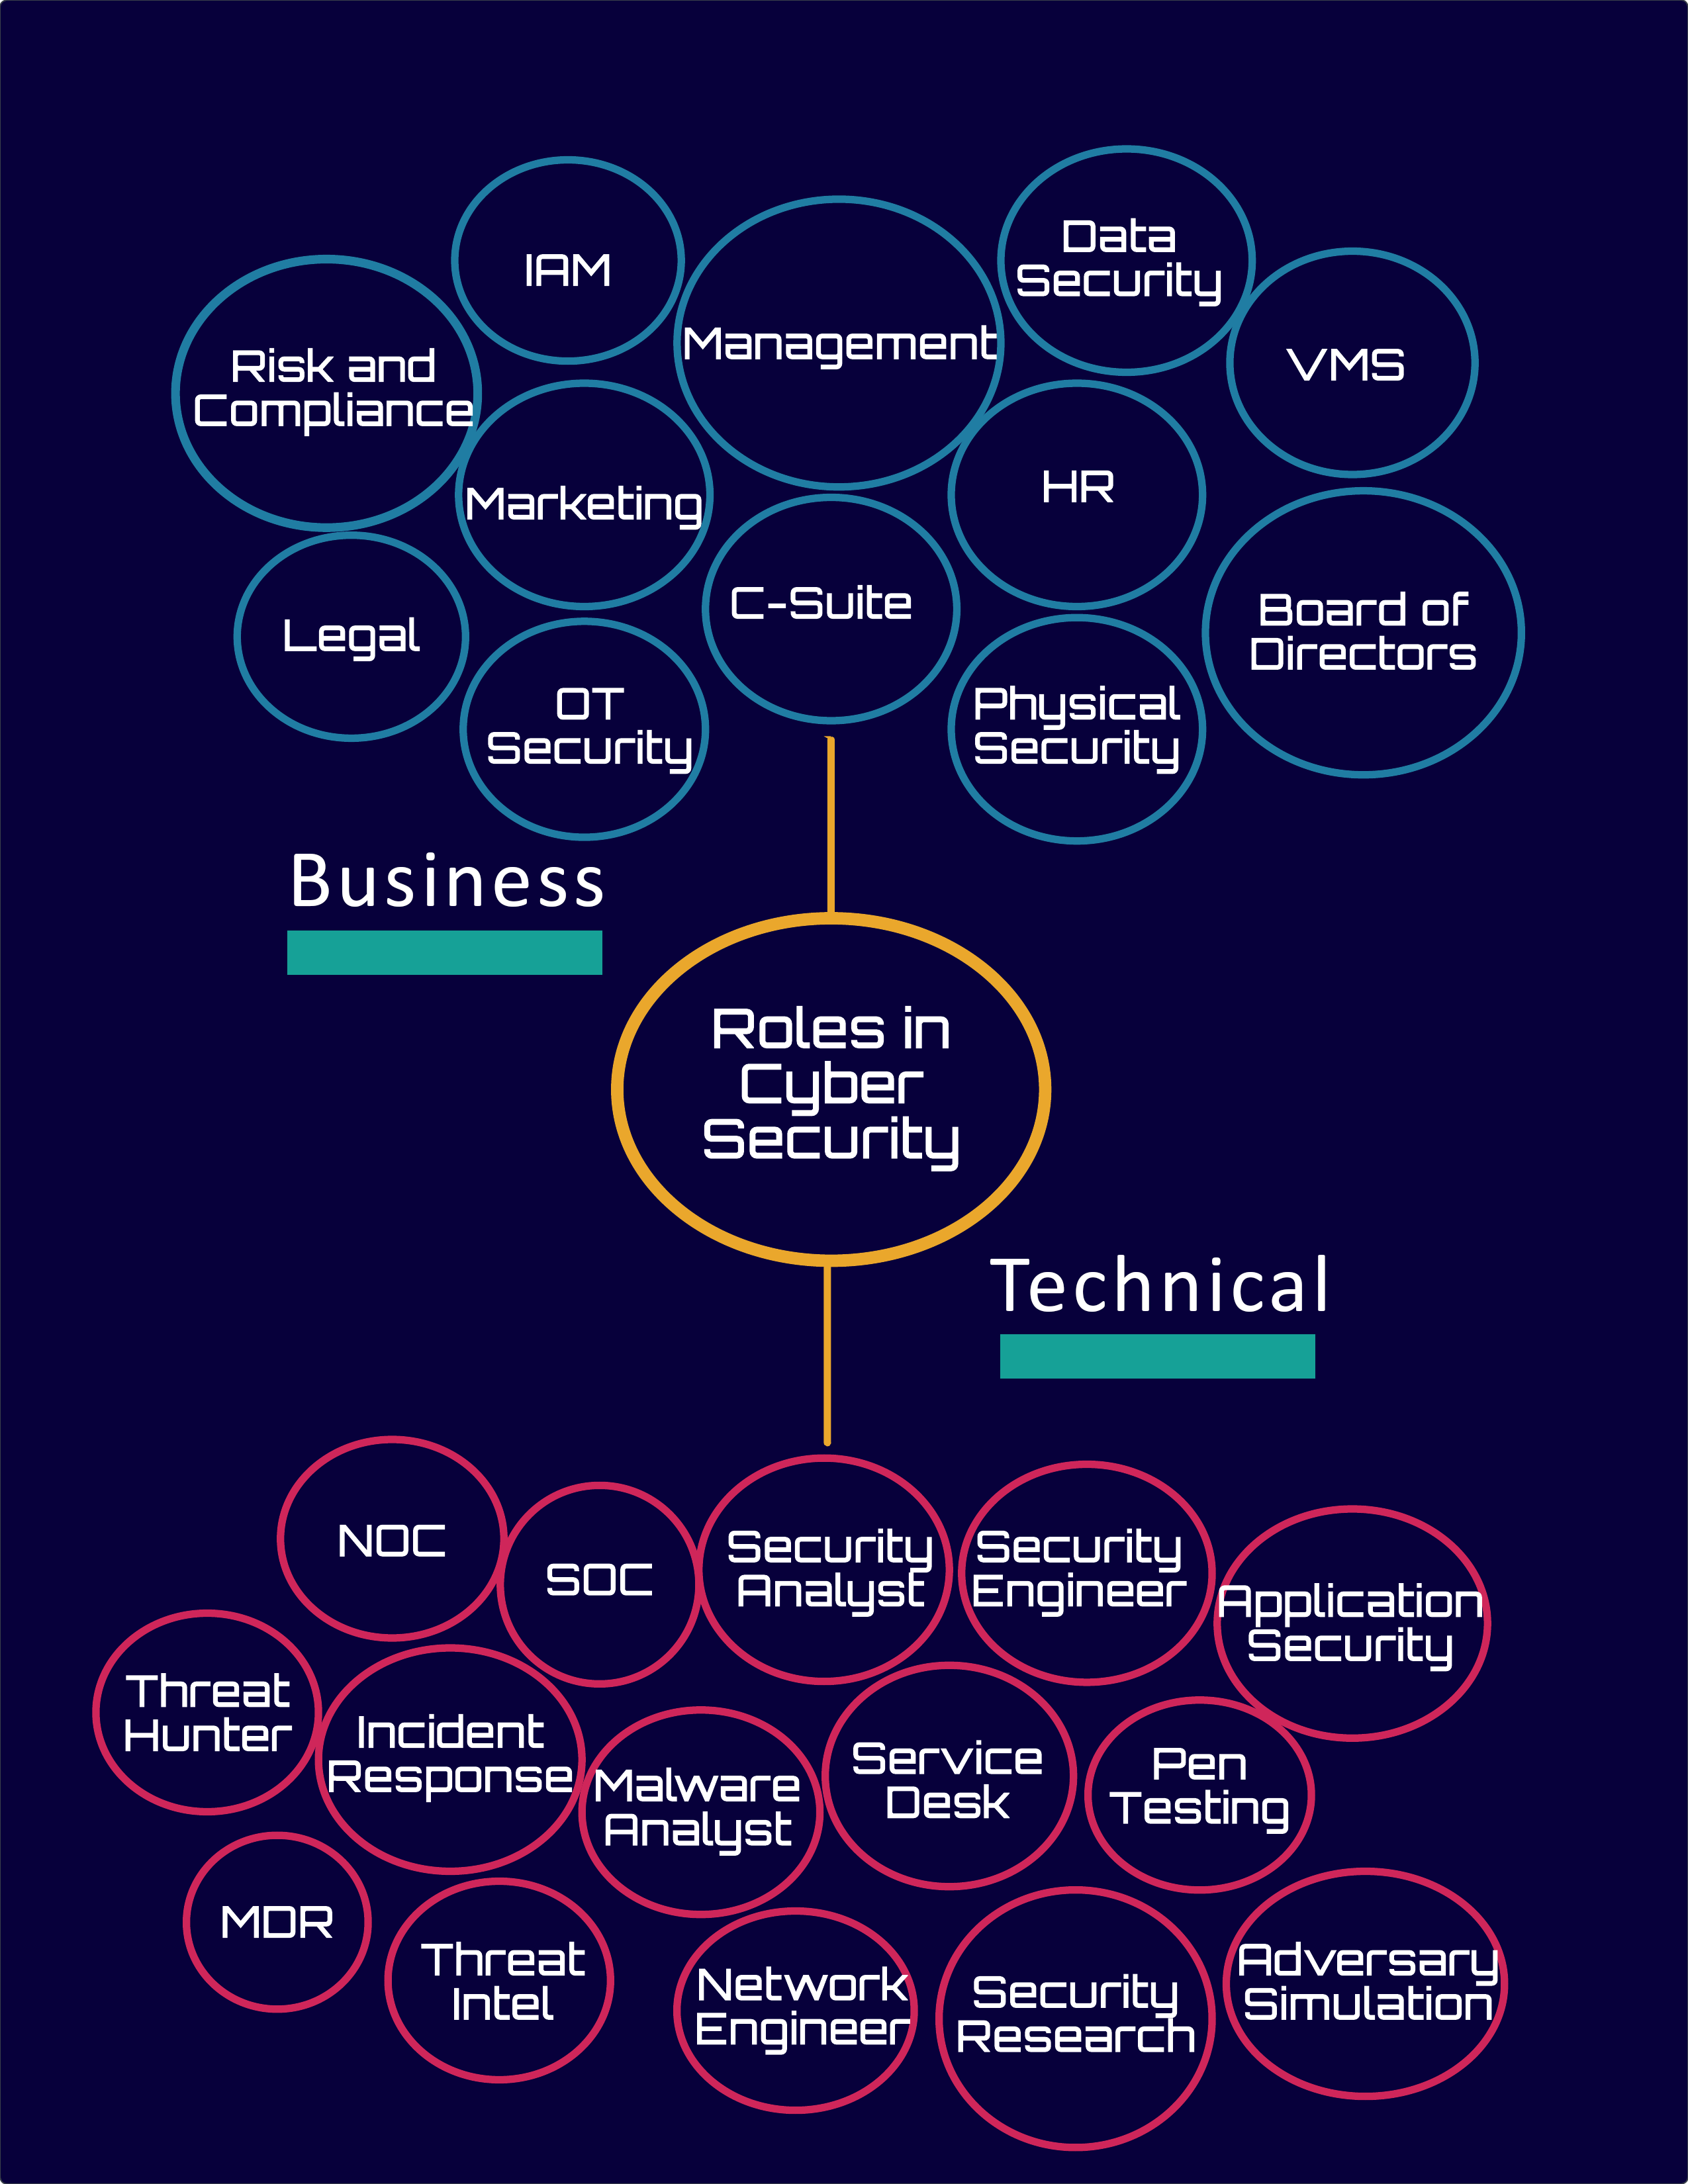 IAM
Management
Data
Security
VMS
Risk and
Compliance
Marketing
HR
Legal
C-Suite
Board of
Directors
OT
Security
Physical
Security
Business
Roles in
Cyber
Security
Technical
NOC
SOC
Security
Analyst
Security
Engineer
Application
Security
Threat
Hunter
Incident
Response
Malware
Analyst
Service
Desk
Pen
Testing
MDR
Threat
Intel
Network
Engineer
Security
Research
Adversary
Simulation